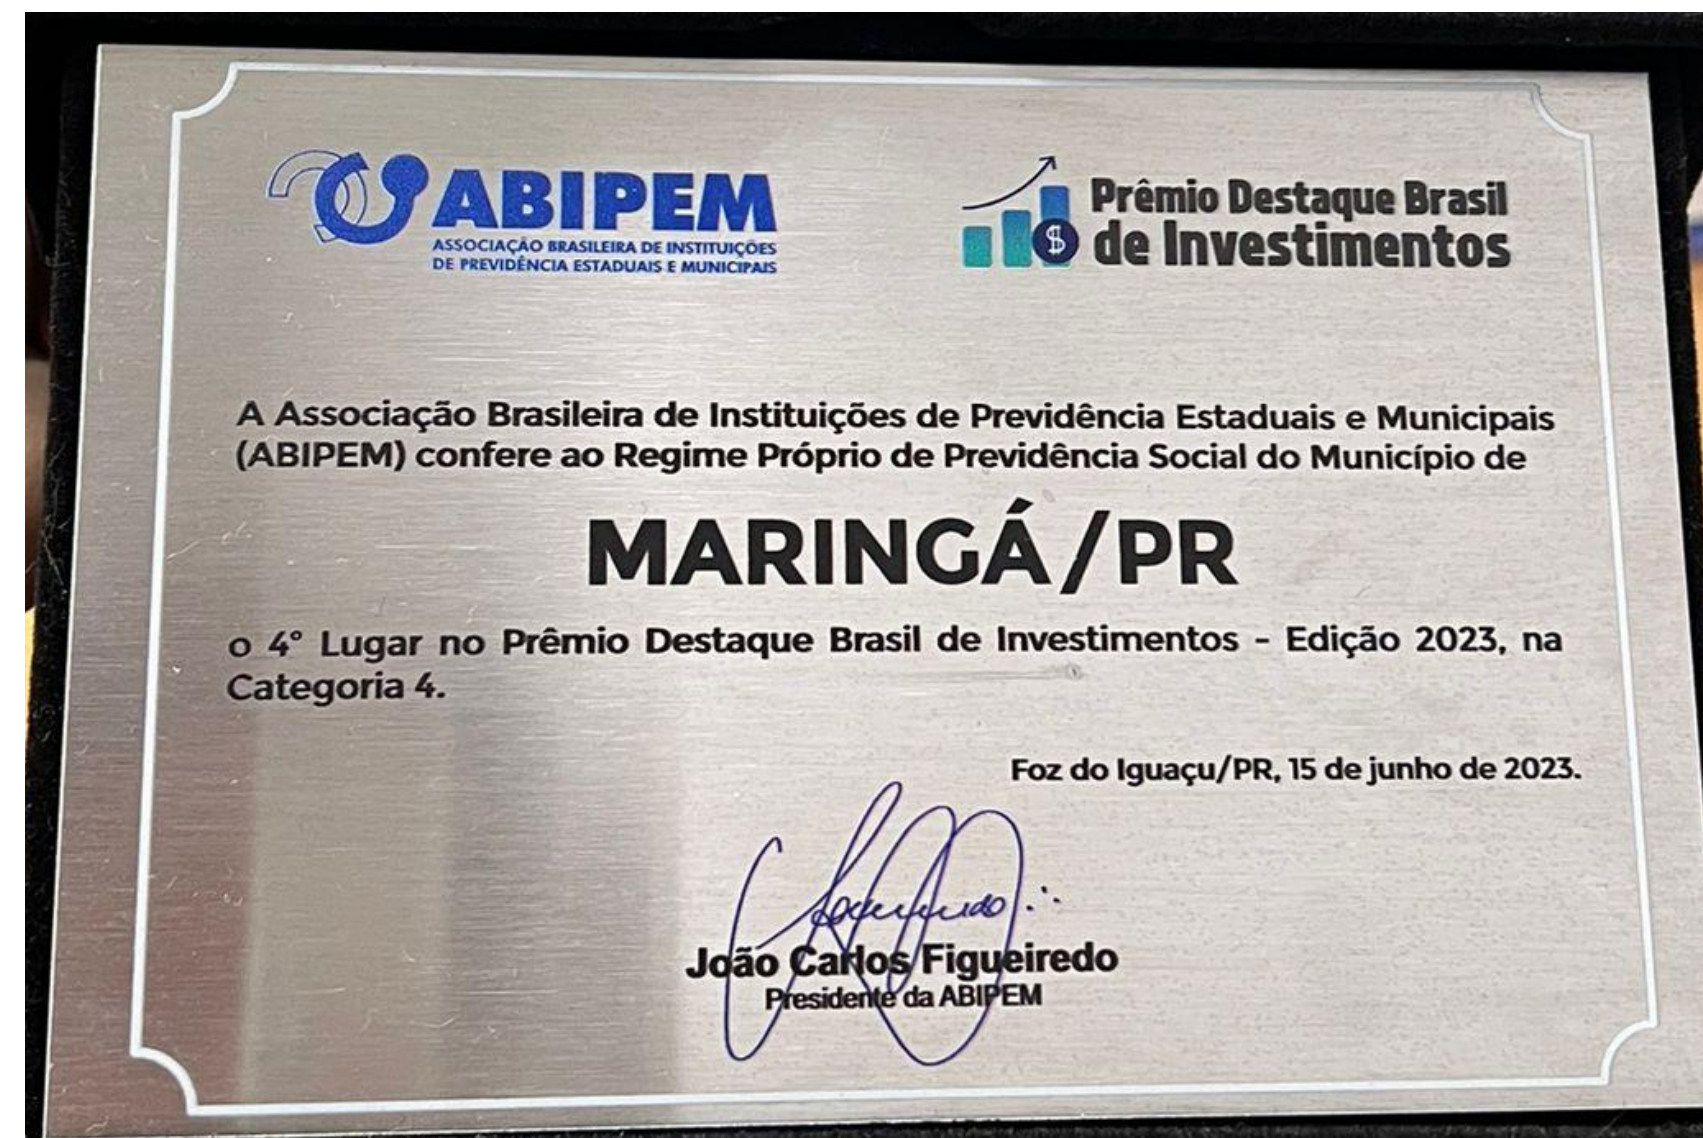 ABIPEM
ASSOCIAÇÃO BRASILEIRA DE INSTITUIÇÕES
DE PREVIDÊNCIA ESTADUAIS E MUNICIPAIS
Prêmio Destaque Brasil
de Investimentos
$
A Associação Brasileira de Instituições de Previdência Estaduais e Municipais
(ABIPEM) confere ao Regime Próprio de Previdência Social do Município de
MARINGÁ/PR
o 4º Lugar no Prêmio Destaque Brasil de Investimentos - Edição 2023, na
Categoria 4.
Foz do Iguaçu/PR, 15 de junho de 2023.
João Carlos Figueiredo
Presidente da ABIPEM